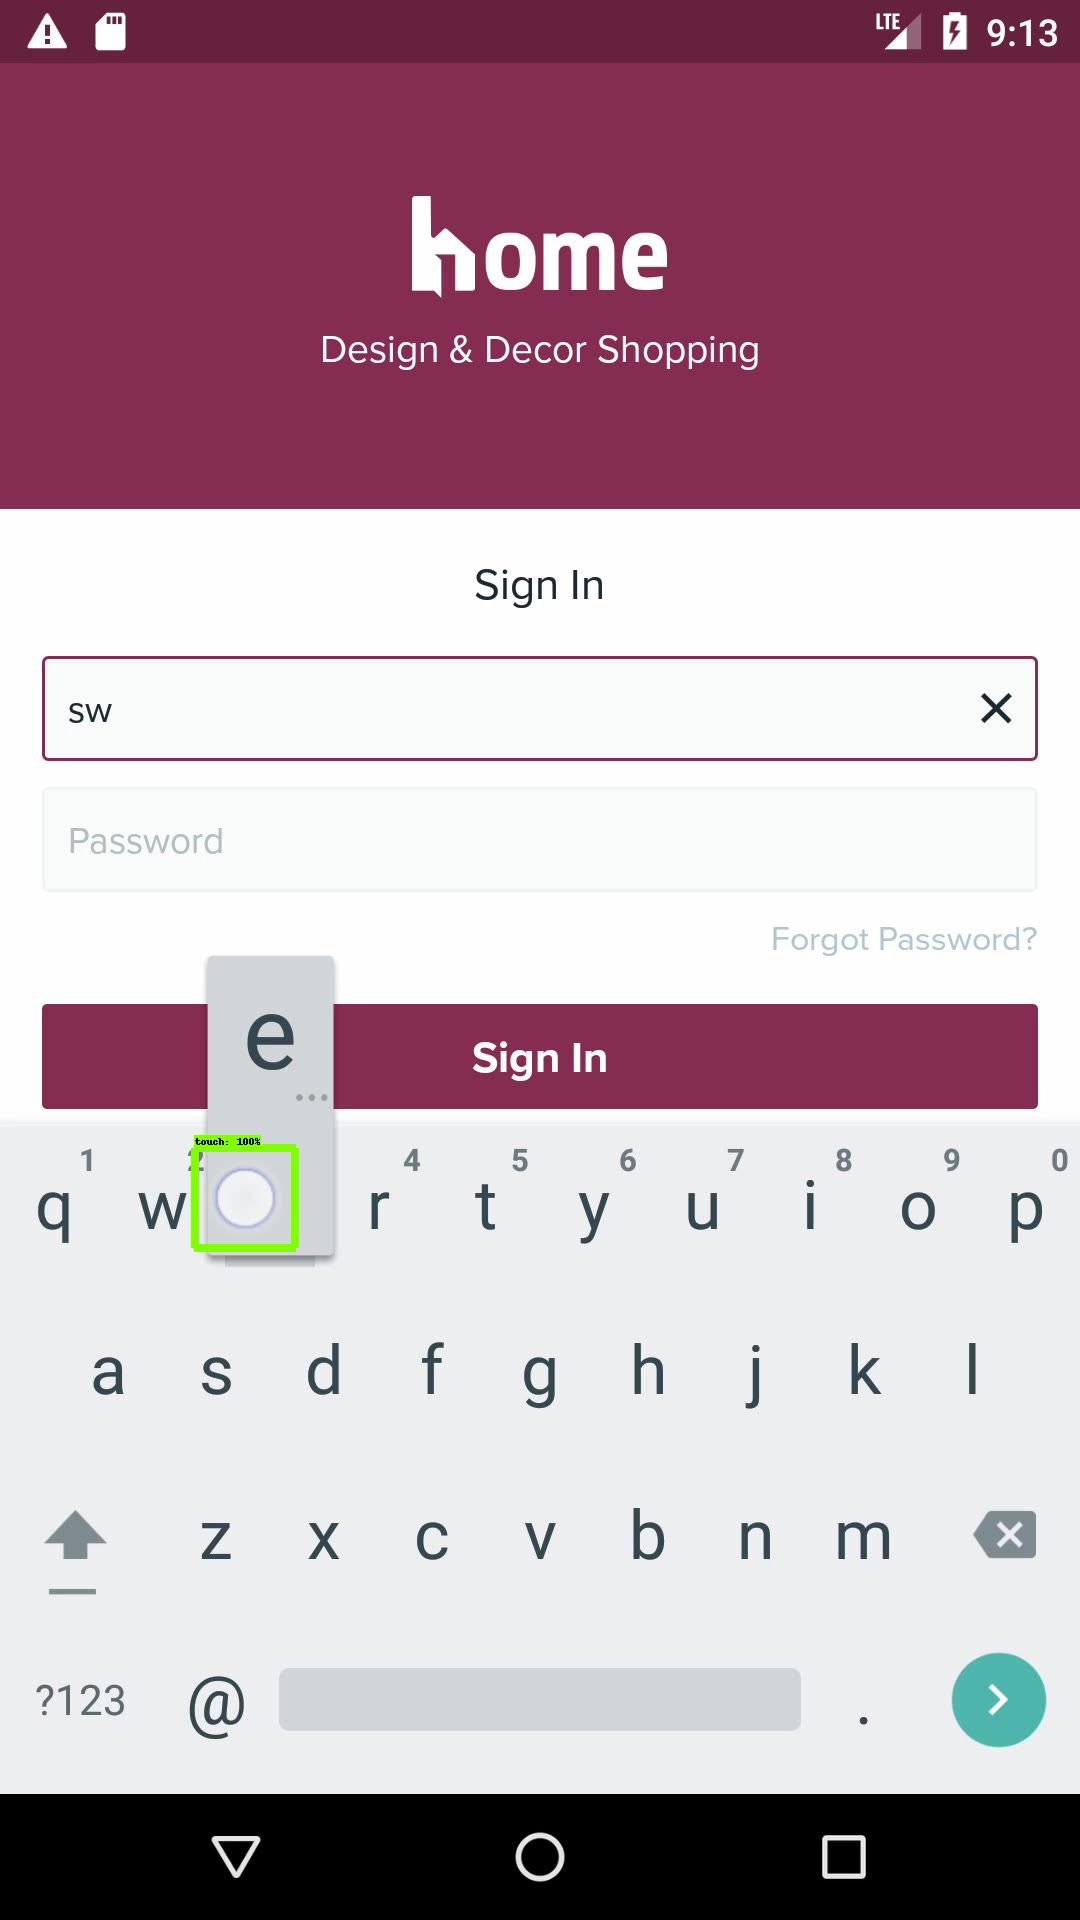 LTE 9:13
home
Design & Decor Shopping
Sign In
sw
Password
Forgot Password?
e
Sign In
touch: 100%
1 2 4 5 6 7 8 9 0
q w r t y u i o p
a s d f g h j k l
z x c v b n m
?123 @ .